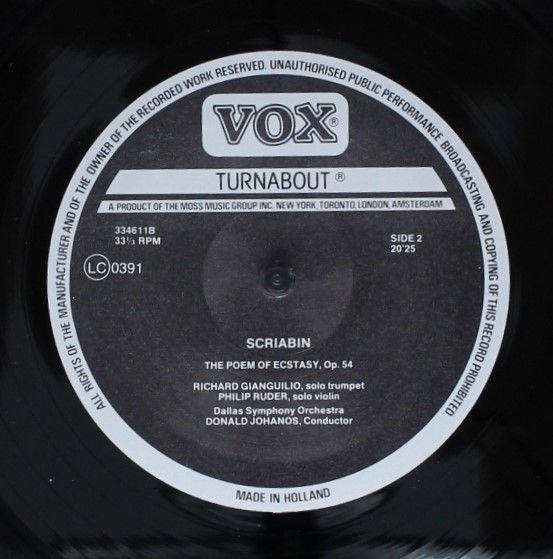 ALL RIGHTS OF THE MANUFACTURER AND OF THE OWNER OF THE RECORDED WORK RESERVED. UNAUTHORISED PUBLIC PERFORMANCE BROADCASTING AND COPYING OF THIS RECORD PROHIBITED
VOX®
TURNABOUT ®
A PRODUCT OF THE MOSS MUSIC GROUP INC. NEW YORK, TORONTO, LONDON, AMSTERDAM
334611B
33⅓ RPM
SIDE 2
20'25
LC 0391
SCRIABIN
THE POEM OF ECSTASY, Op. 54
RICHARD GIANGUILIO, solo trumpet
PHILIP RUDER, solo violin
Dallas Symphony Orchestra
DONALD JOHANOS, Conductor
MADE IN HOLLAND